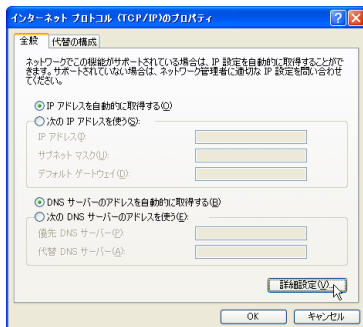 インターネット プロトコル (TCP/IP)のプロパティ
全般 代替の構成
ネットワークでこの機能がサポートされている場合は、IP 設定を自動的に取得することがで
きます。サポートされていない場合は、ネットワーク管理者に適切な IP 設定を問い合わせ
てください。
IP アドレスを自動的に取得する(O)
次の IP アドレスを使う(S):
IP アドレス(I):
サブネット マスク(U):
デフォルト ゲートウェイ(D):
DNS サーバーのアドレスを自動的に取得する(B)
次の DNS サーバーのアドレスを使う(E):
優先 DNS サーバー(P):
代替 DNS サーバー(A):
詳細設定(V)...
OK キャンセル